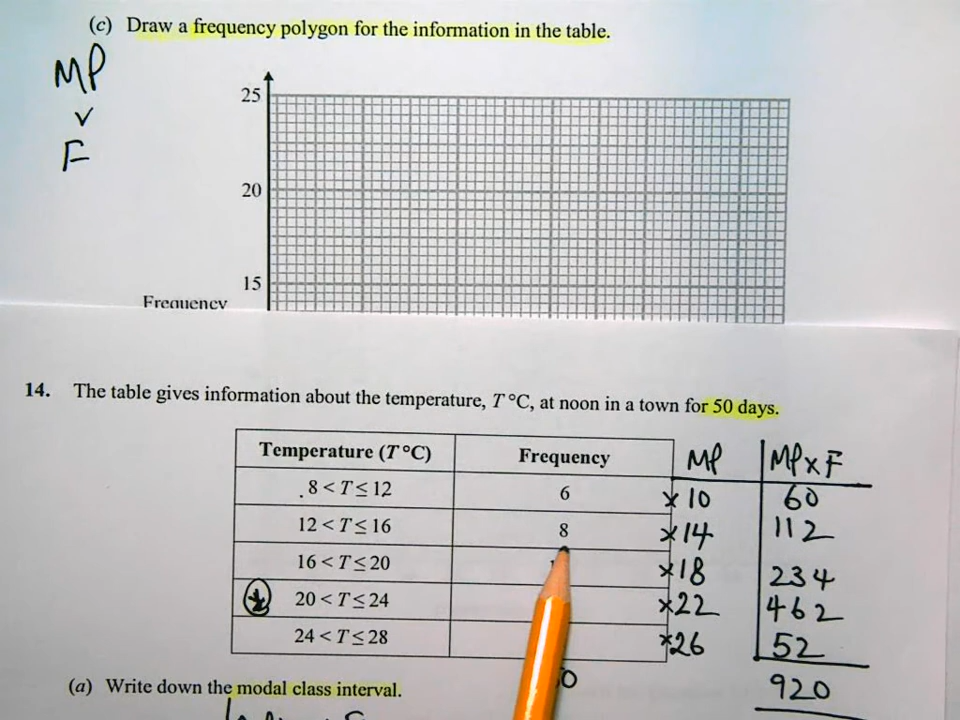 (c) Draw a frequency polygon for the information in the table.
MP
v
F
25
20
15
Frequency
14. The table gives information about the temperature, T °C, at noon in a town for 50 days.
Temperature (T °C) Frequency MP MP x F
8 < T ≤ 12 6 x 10 60
12 < T ≤ 16 8 x 14 112
16 < T ≤ 20 x 18 234
20 < T ≤ 24 x 22 462
24 < T ≤ 28 x 26 52
920
(a) Write down the modal class interval.